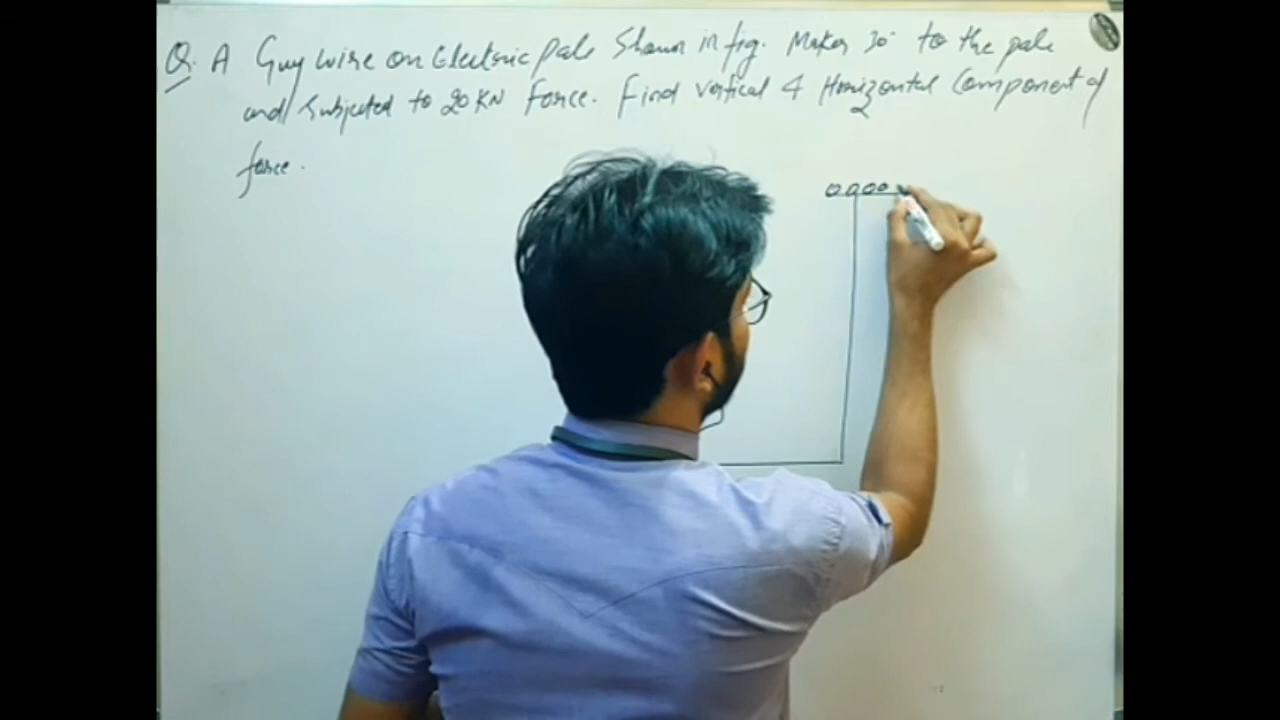 Q. A Guy wire on Electric pole Shown in fig. Makes 30° to the pole
and subjected to 20 KN Force. Find vertical & Horizontal Component of
force.